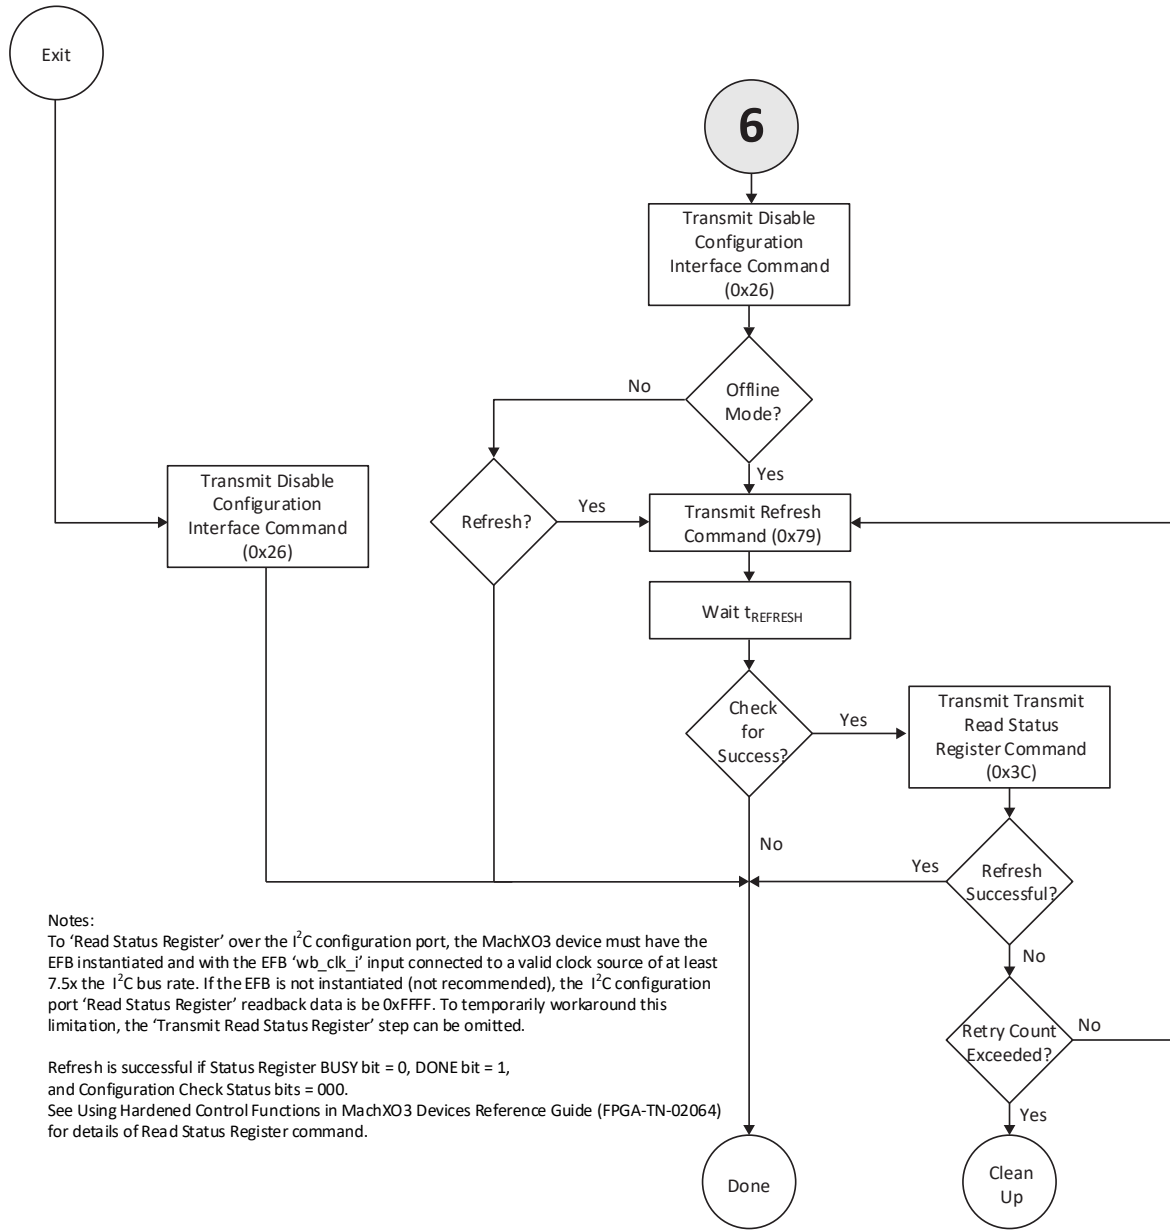 Exit
6
Transmit Disable
Configuration
Interface Command
(0x26)
Offline
Mode?
No
Yes
Transmit Disable
Configuration
Interface Command
(0x26)
Refresh?
Yes
Transmit Refresh
Command (0x79)
Wait tREFRESH
Check
for
Success?
Yes
No
Transmit Transmit
Read Status
Register Command
(0x3C)
Refresh
Successful?
Yes
No
Retry Count
Exceeded?
No
Yes
Notes:
To ‘Read Status Register’ over the I²C configuration port, the MachXO3 device must have the
EFB instantiated and with the EFB ‘wb_clk_i’ input connected to a valid clock source of at least
7.5x the I²C bus rate. If the EFB is not instantiated (not recommended), the I²C configuration
port ‘Read Status Register’ readback data is be 0xFFFF. To temporarily workaround this
limitation, the ‘Transmit Read Status Register’ step can be omitted.
Refresh is successful if Status Register BUSY bit = 0, DONE bit = 1,
and Configuration Check Status bits = 000.
See Using Hardened Control Functions in MachXO3 Devices Reference Guide (FPGA-TN-02064)
for details of Read Status Register command.
Done
Clean
Up